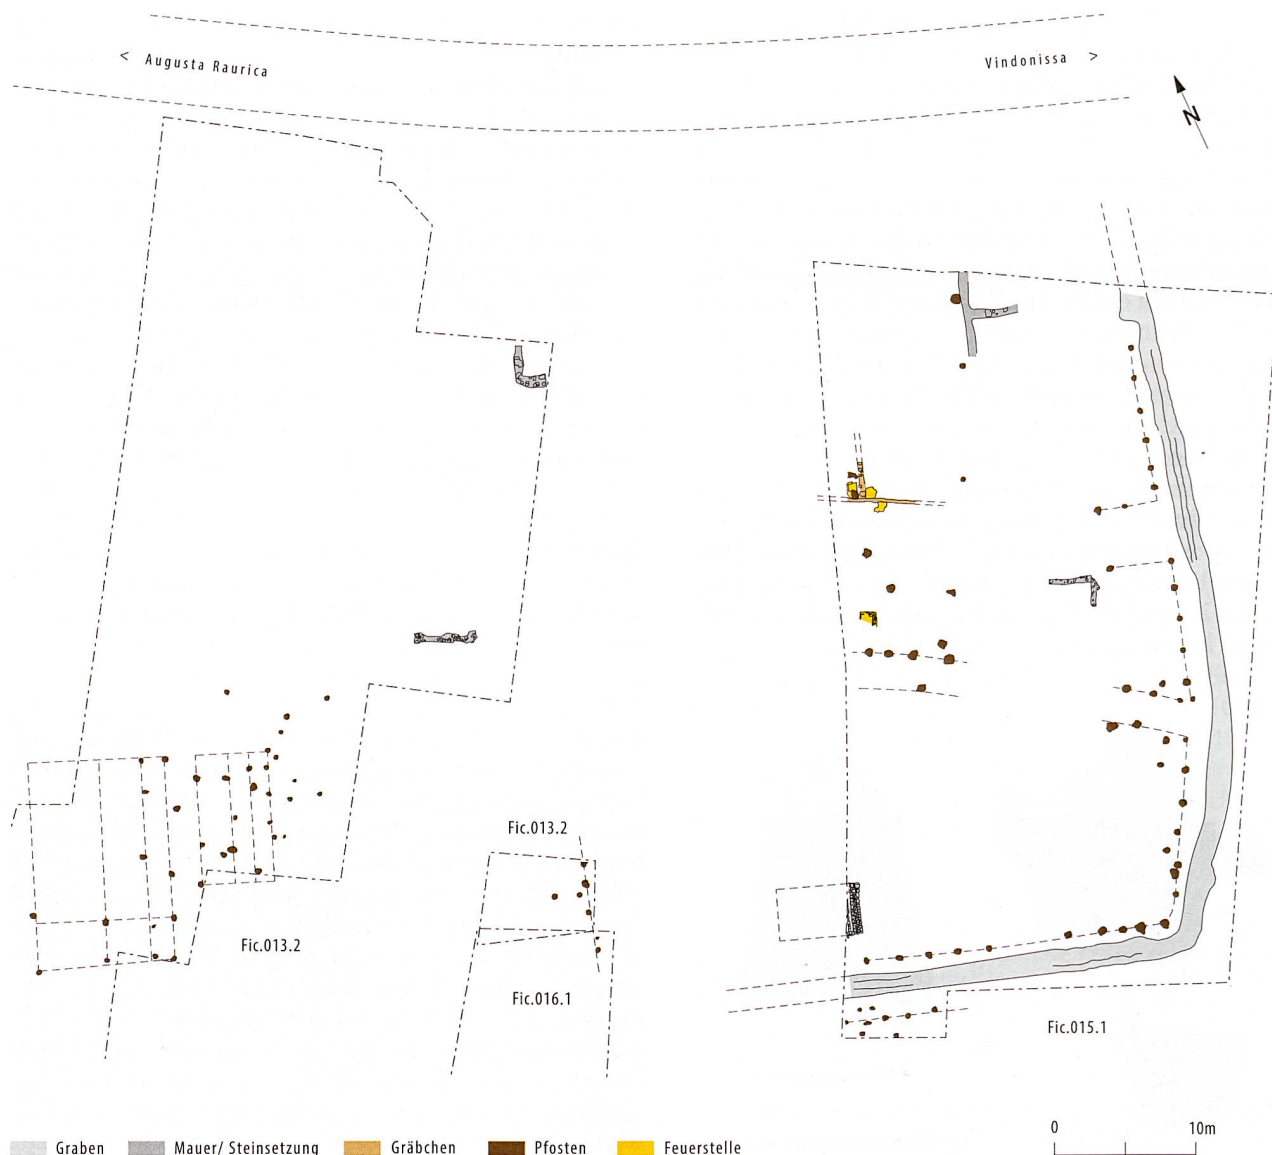 < Augusta Raurica
Vindonissa >
N
Fic.013.2
Fic.013.2
Fic.016.1
Fic.015.1
0 10m
Graben Mauer/ Steinsetzung Gräbchen Pfosten Feuerstelle